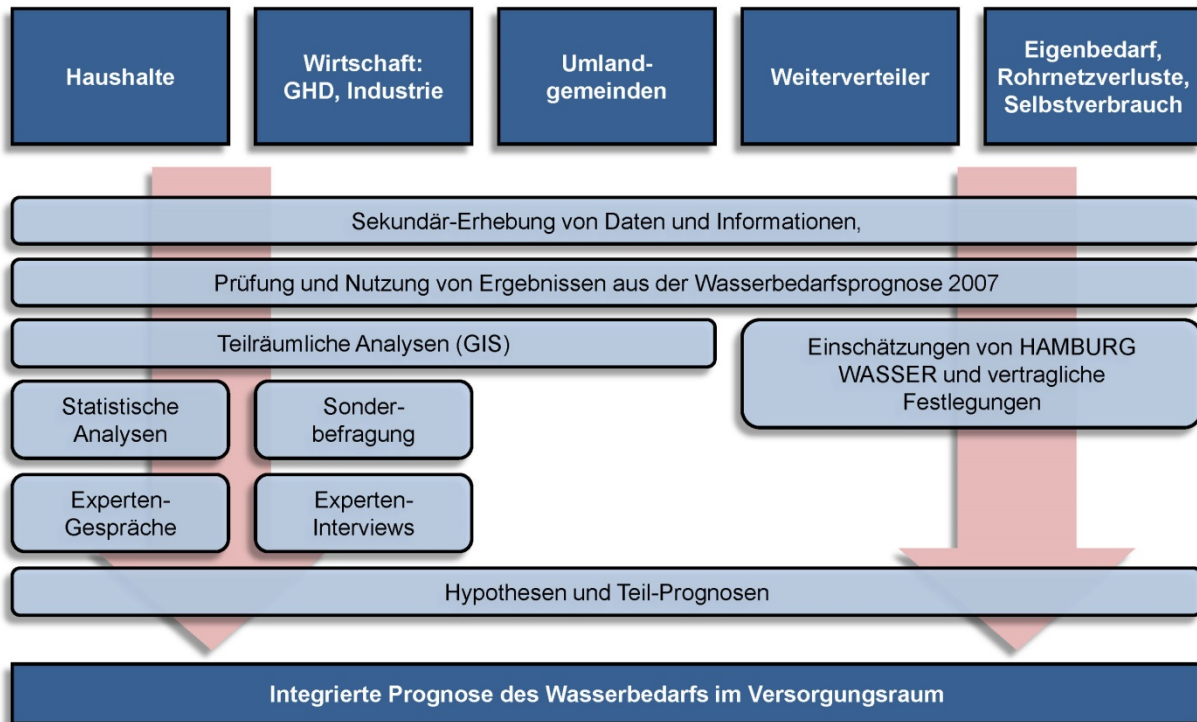 Haushalte
Wirtschaft:
GHD, Industrie
Umland-
gemeinden
Weiterverteiler
Eigenbedarf,
Rohrnetzverluste,
Selbstverbrauch
Sekundär-Erhebung von Daten und Informationen,
Prüfung und Nutzung von Ergebnissen aus der Wasserbedarfsprognose 2007
Teilräumliche Analysen (GIS)
Einschätzungen von HAMBURG
WASSER und vertragliche
Festlegungen
Statistische
Analysen
Sonder-
befragung
Experten-
Gespräche
Experten-
Interviews
Hypothesen und Teil-Prognosen
Integrierte Prognose des Wasserbedarfs im Versorgungsraum